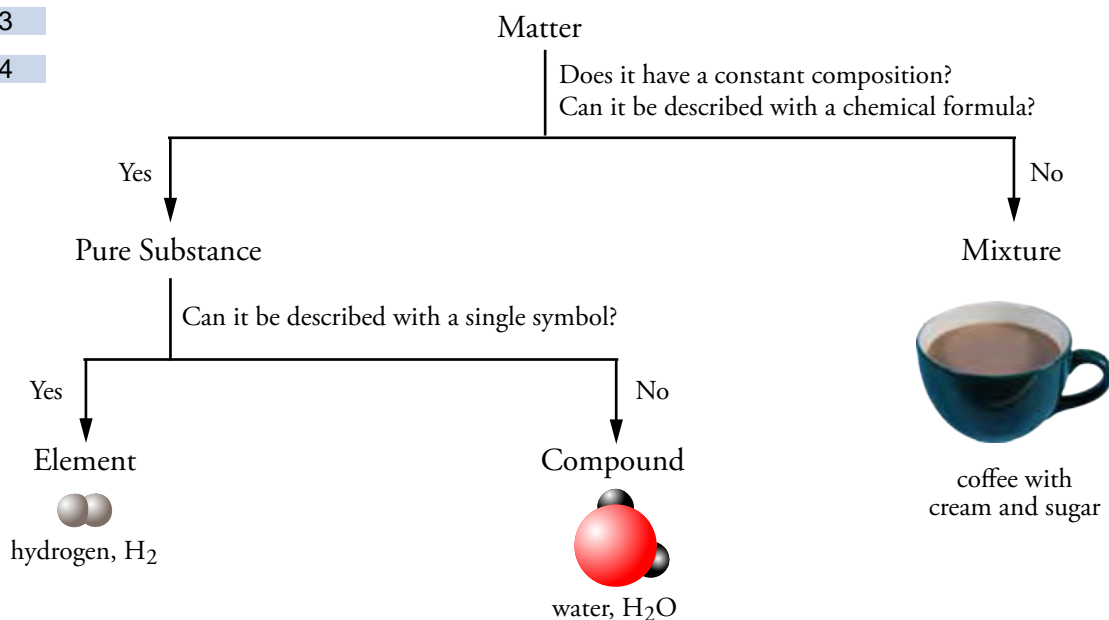 3
4
Matter
Does it have a constant composition?
Can it be described with a chemical formula?
Yes
No
Pure Substance
Mixture
Can it be described with a single symbol?
Yes
No
Element
Compound
hydrogen, H₂
water, H₂O
coffee with
cream and sugar